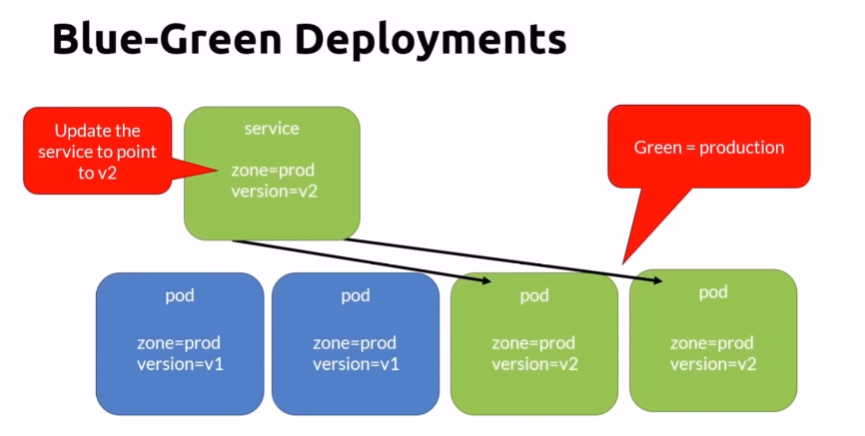 Blue-Green Deployments
Update the
service to point
to v2
service
zone=prod
version=v2
Green = production
pod
zone=prod
version=v1
pod
zone=prod
version=v1
pod
zone=prod
version=v2
pod
zone=prod
version=v2